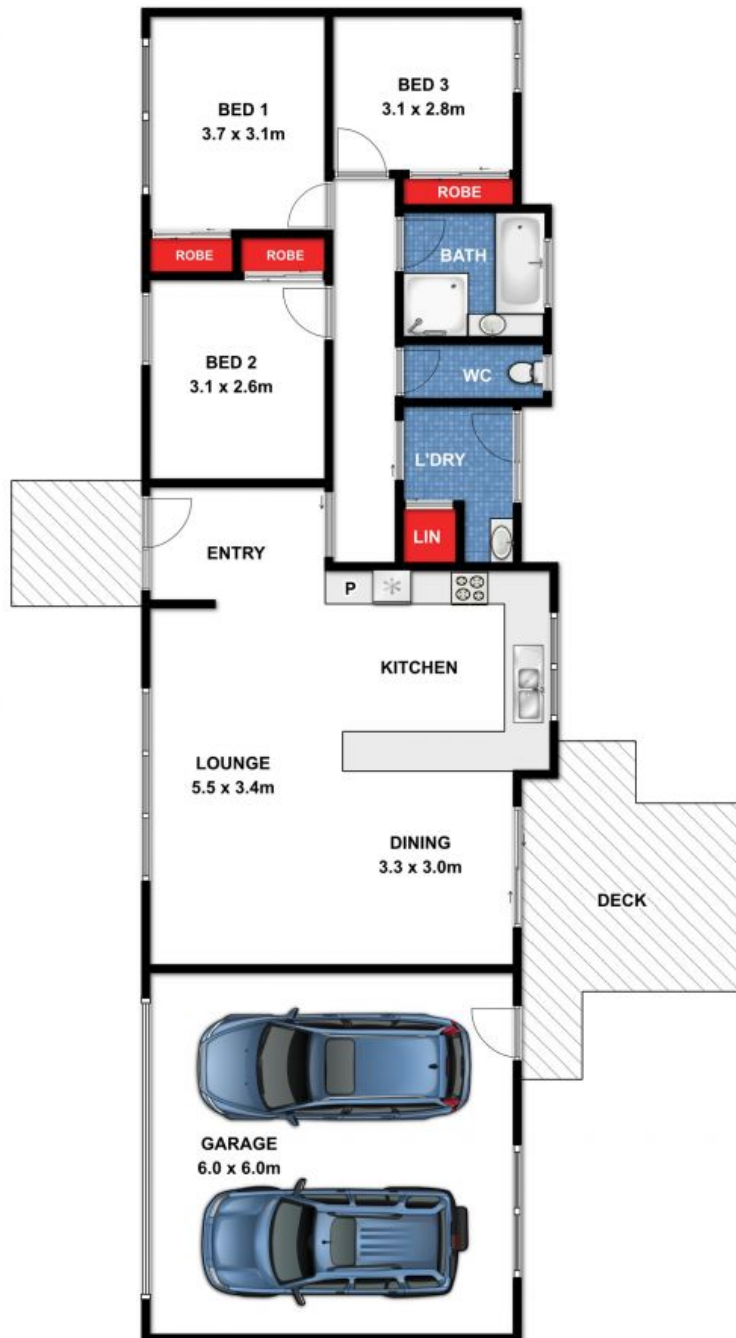 BED 1
3.7 x 3.1m
BED 3
3.1 x 2.8m
ROBE
ROBE
ROBE
BATH
BED 2
3.1 x 2.6m
WC
L'DRY
LIN
ENTRY
P
KITCHEN
LOUNGE
5.5 x 3.4m
DINING
3.3 x 3.0m
DECK
GARAGE
6.0 x 6.0m